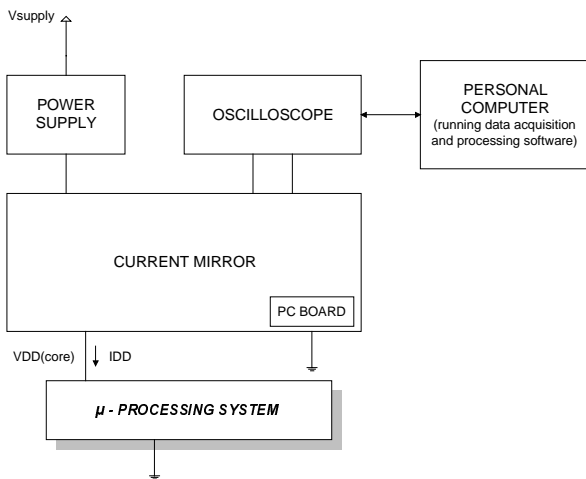 Vsupply
POWER
SUPPLY
OSCILLOSCOPE
PERSONAL
COMPUTER
(running data acquisition
and processing software)
CURRENT MIRROR
PC BOARD
VDD(core)
IDD
μ - PROCESSING SYSTEM